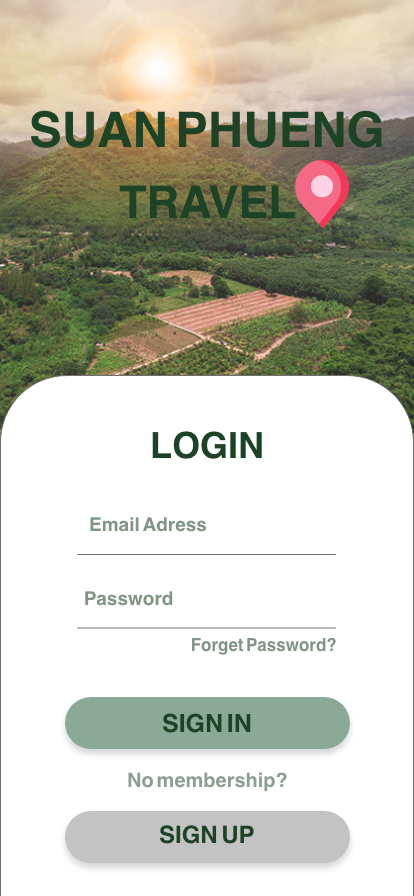 SUAN PHUENG
TRAVEL
LOGIN
Email Adress
Password
Forget Password?
SIGN IN
No membership?
SIGN UP